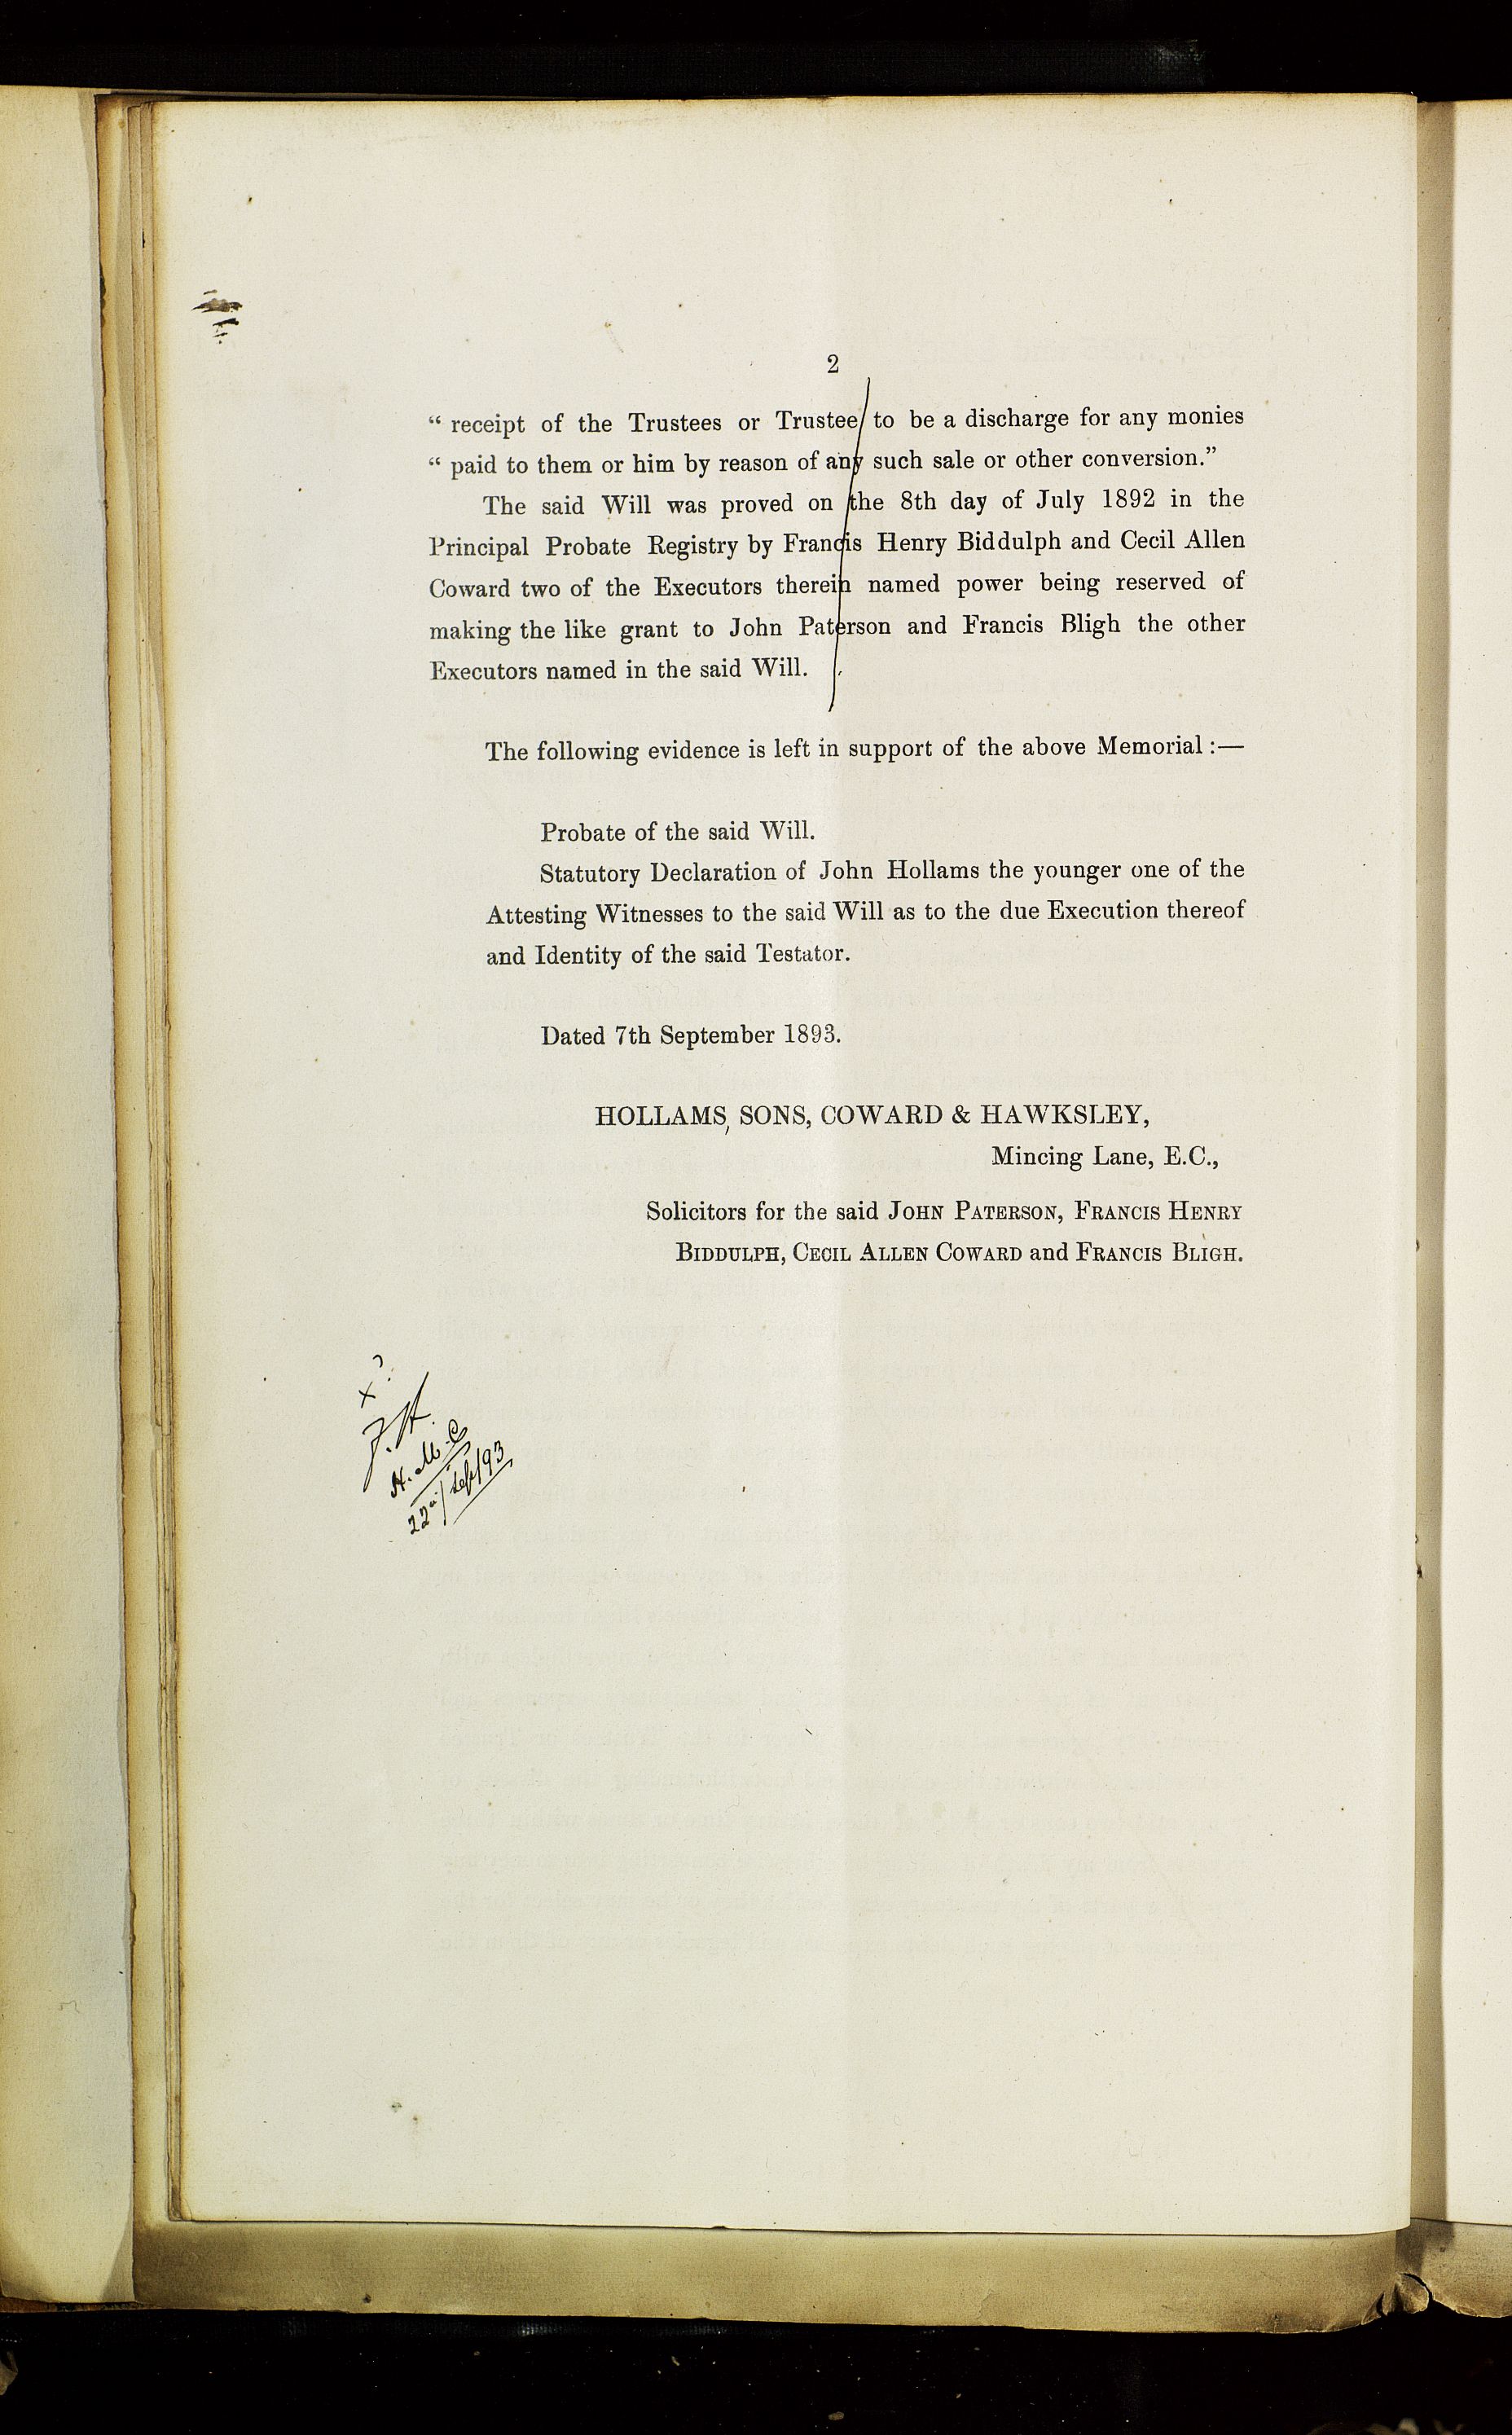 2
“ receipt of the Trustees or Trustee to be a discharge for any monies
“ paid to them or him by reason of any such sale or other conversion.”
The said Will was proved on the 8th day of July 1892 in the
Principal Probate Registry by Francis Henry Biddulph and Cecil Allen
Coward two of the Executors therein named power being reserved of
making the like grant to John Paterson and Francis Bligh the other
Executors named in the said Will.
The following evidence is left in support of the above Memorial :—
Probate of the said Will.
Statutory Declaration of John Hollams the younger one of the
Attesting Witnesses to the said Will as to the due Execution thereof
and Identity of the said Testator.
Dated 7th September 1893.
HOLLAMS, SONS, COWARD & HAWKSLEY,
Mincing Lane, E.C.,
Solicitors for the said JOHN PATERSON, FRANCIS HENRY
BIDDULPH, CECIL ALLEN COWARD and FRANCIS BLIGH.
x ?
J.H.
H. M. C
22nd/Sep/93